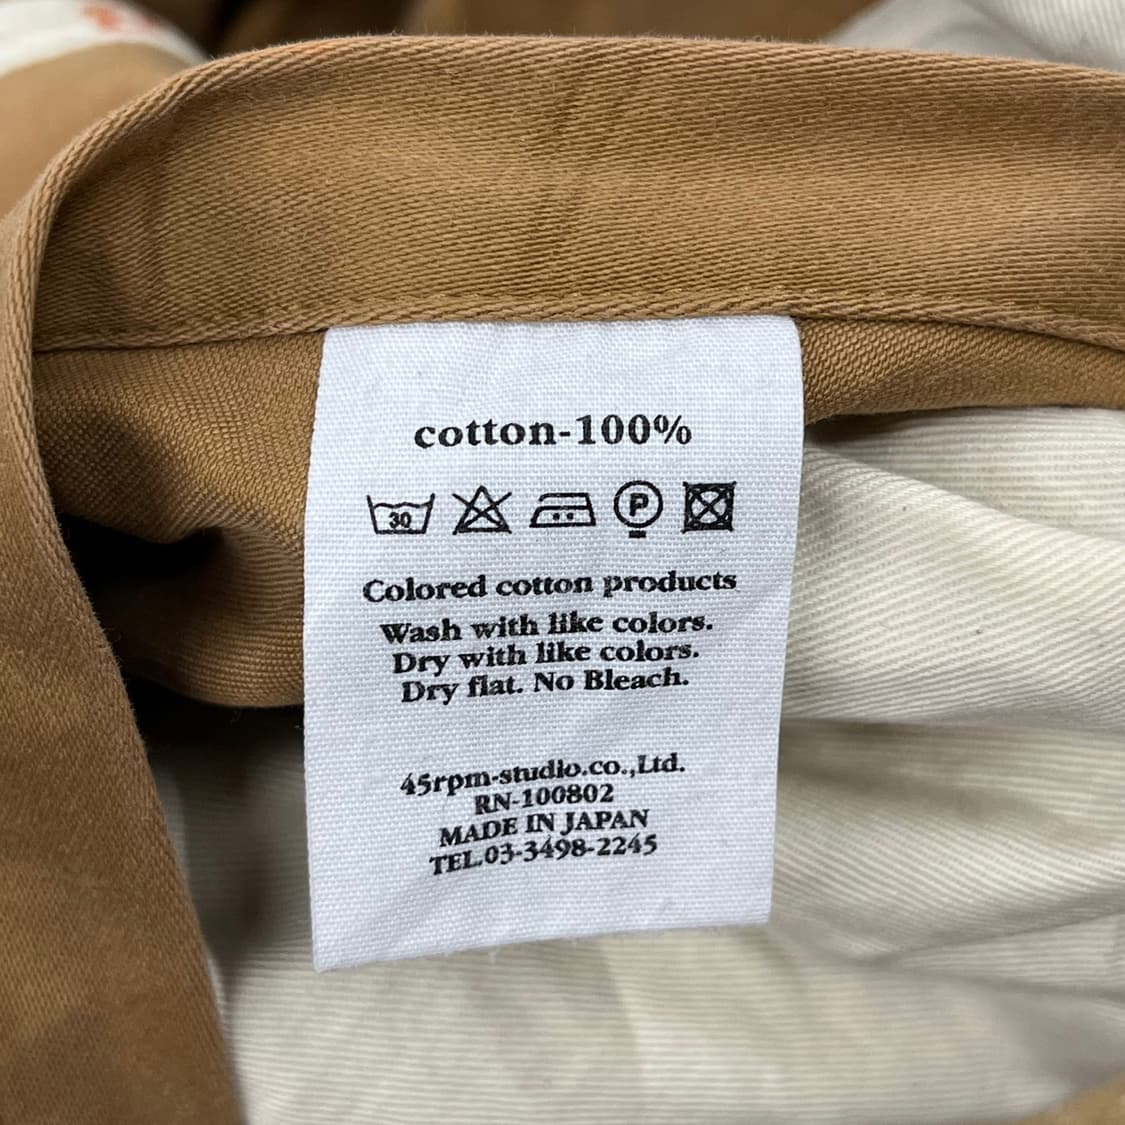 cotton-100%
30 P
Colored cotton products
Wash with like colors.
Dry with like colors.
Dry flat. No Bleach.
45rpm-studio.co.,Ltd.
RN-100802
MADE IN JAPAN
TEL.03-3498-2245